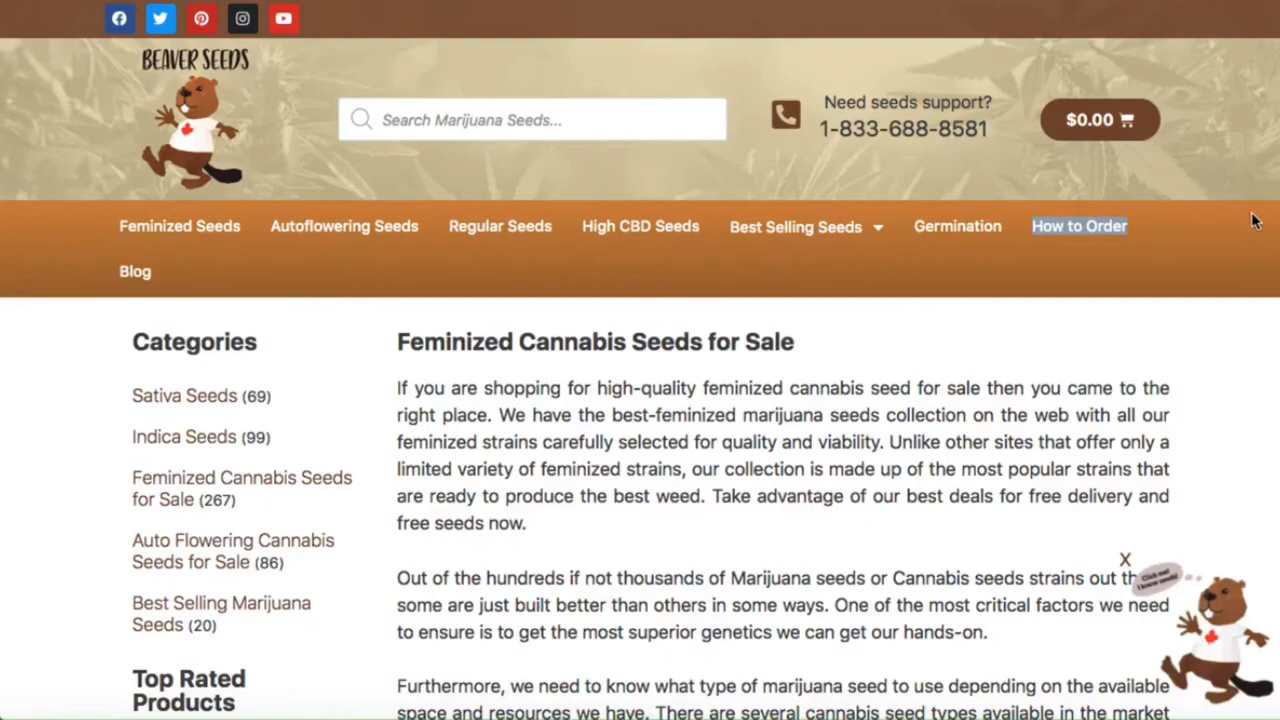 BEAVER SEEDS
Search Marijuana Seeds...
Need seeds support?
1-833-688-8581
$0.00
Feminized Seeds
Autoflowering Seeds
Regular Seeds
High CBD Seeds
Best Selling Seeds
Germination
How to Order
Blog
Categories
Sativa Seeds (69)
Indica Seeds (99)
Feminized Cannabis Seeds
for Sale (267)
Auto Flowering Cannabis
Seeds for Sale (86)
Best Selling Marijuana
Seeds (20)
Top Rated
Products
Feminized Cannabis Seeds for Sale
If you are shopping for high-quality feminized cannabis seed for sale then you came to the
right place. We have the best-feminized marijuana seeds collection on the web with all our
feminized strains carefully selected for quality and viability. Unlike other sites that offer only a
limited variety of feminized strains, our collection is made up of the most popular strains that
are ready to produce the best weed. Take advantage of our best deals for free delivery and
free seeds now.
Out of the hundreds if not thousands of Marijuana seeds or Cannabis seeds strains out th
some are just built better than others in some ways. One of the most critical factors we need
to ensure is to get the most superior genetics we can get our hands-on.
Furthermore, we need to know what type of marijuana seed to use depending on the available
space and resources we have. There are several cannabis seed types available in the market
X
Click me!
I know seeds!